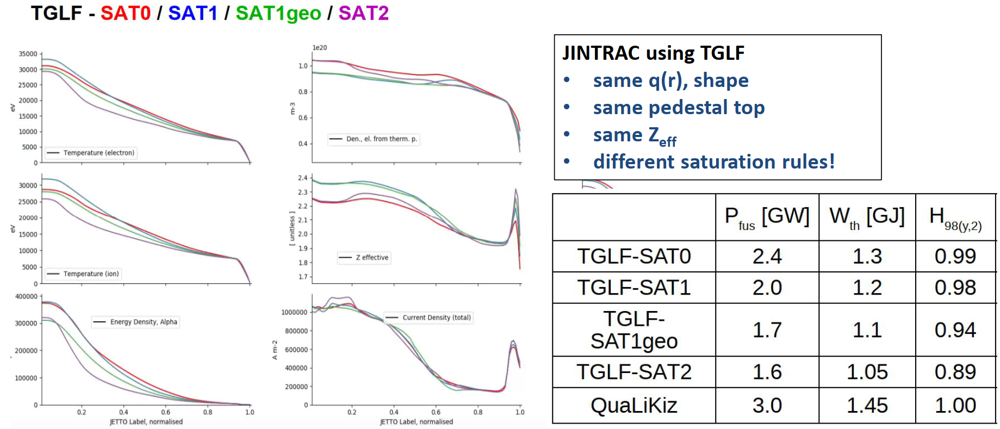 TGLF - SAT0 / SAT1 / SAT1geo / SAT2
35000
30000
25000
20000
15000
10000
5000
0
eV
Temperature (electron)
1e20
1.0
0.8
0.6
0.4
m-3
Den., el. from therm. p.
30000
25000
20000
15000
10000
5000
0
eV
Temperature (ion)
2.4
2.3
2.2
2.1
2.0
1.9
1.8
1.7
[ unitless ]
Z effective
400000
300000
200000
100000
0
Energy Density, Alpha
0.2 0.4 0.6 0.8 1.0
JETTO Label, normalised
1000000
800000
600000
400000
200000
0
A m-2
Current Density (total)
0.2 0.4 0.6 0.8 1.0
JETTO Label, normalised
JINTRAC using TGLF
• same q(r), shape
• same pedestal top
• same Zeff
• different saturation rules!
Pfus [GW] Wth [GJ] H98(y,2)
TGLF-SAT0 2.4 1.3 0.99
TGLF-SAT1 2.0 1.2 0.98
TGLF-
SAT1geo 1.7 1.1 0.94
TGLF-SAT2 1.6 1.05 0.89
QuaLiKiz 3.0 1.45 1.00